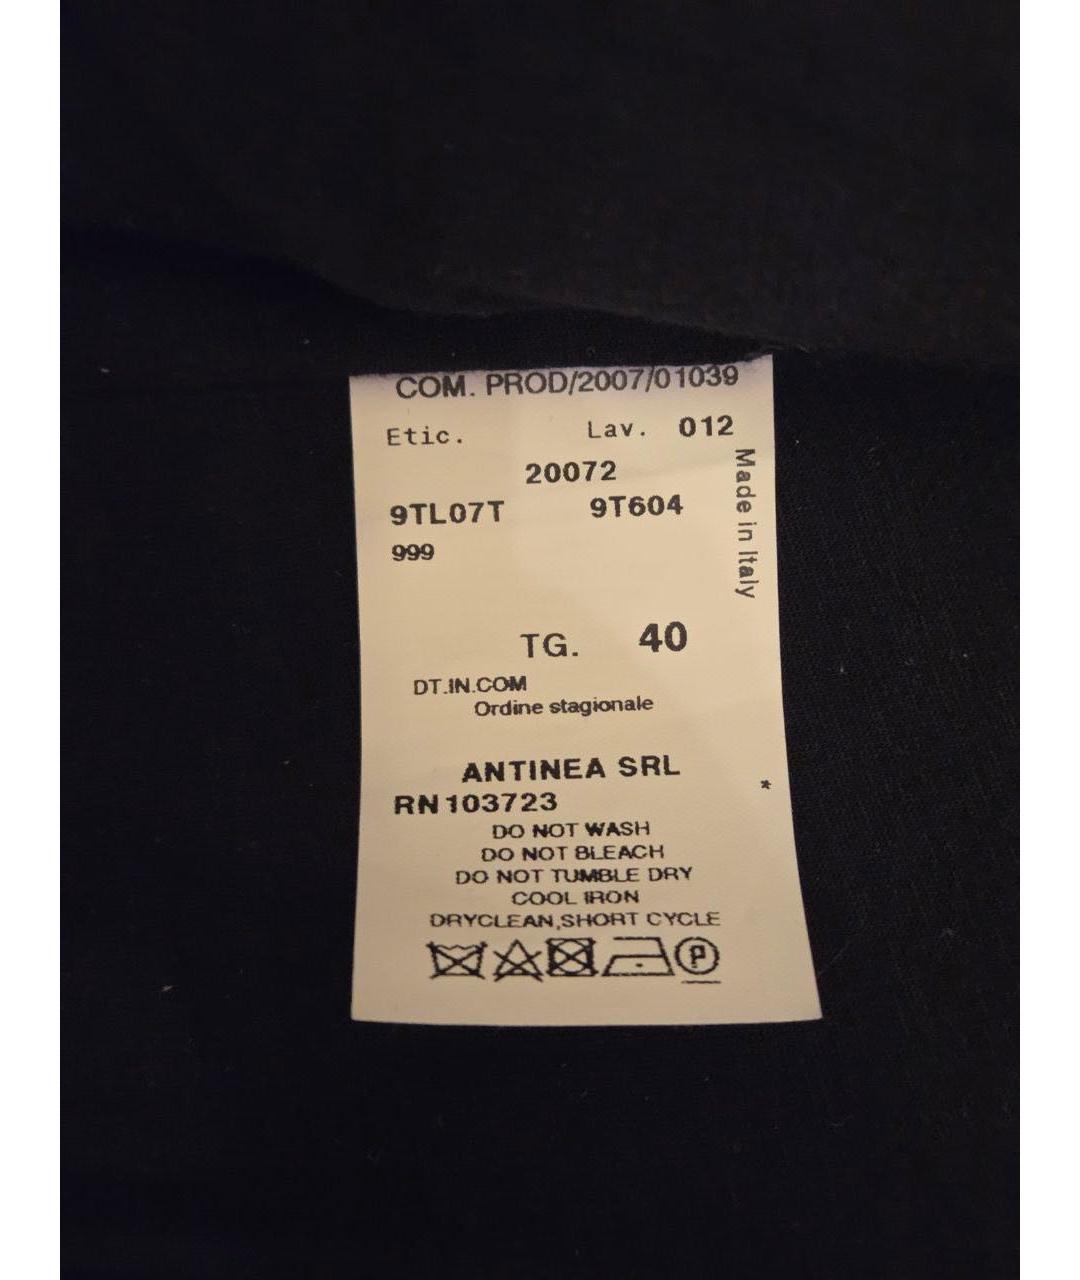 COM. PROD/2007/01039
Etic. Lav. 012
20072
9TL07T 9T604
999
Made in Italy
TG. 40
DT.IN.COM
Ordine stagionale
ANTINEA SRL
*
RN103723
DO NOT WASH
DO NOT BLEACH
DO NOT TUMBLE DRY
COOL IRON
DRYCLEAN,SHORT CYCLE
P